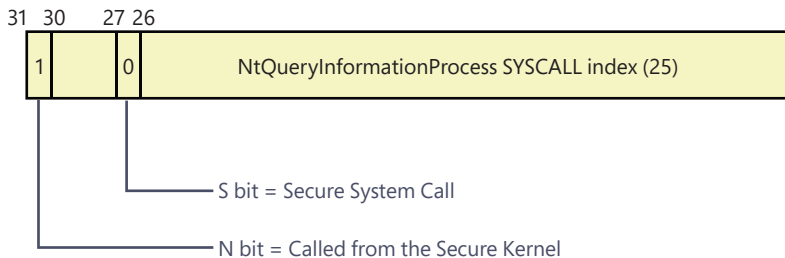 31 30 27 26
1 0 NtQueryInformationProcess SYSCALL index (25)
S bit = Secure System Call
N bit = Called from the Secure Kernel